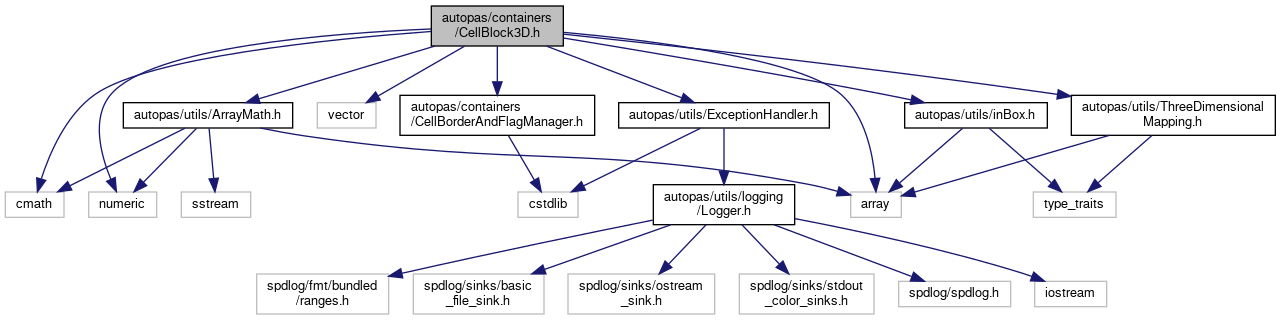 autopas/containers
/CellBlock3D.h
autopas/utils/ArrayMath.h
vector
autopas/containers
/CellBorderAndFlagManager.h
autopas/utils/ExceptionHandler.h
autopas/utils/inBox.h
autopas/utils/ThreeDimensional
Mapping.h
cmath
numeric
sstream
cstdlib
autopas/utils/logging
/Logger.h
array
type_traits
spdlog/fmt/bundled
/ranges.h
spdlog/sinks/basic
_file_sink.h
spdlog/sinks/ostream
_sink.h
spdlog/sinks/stdout
_color_sinks.h
spdlog/spdlog.h
iostream